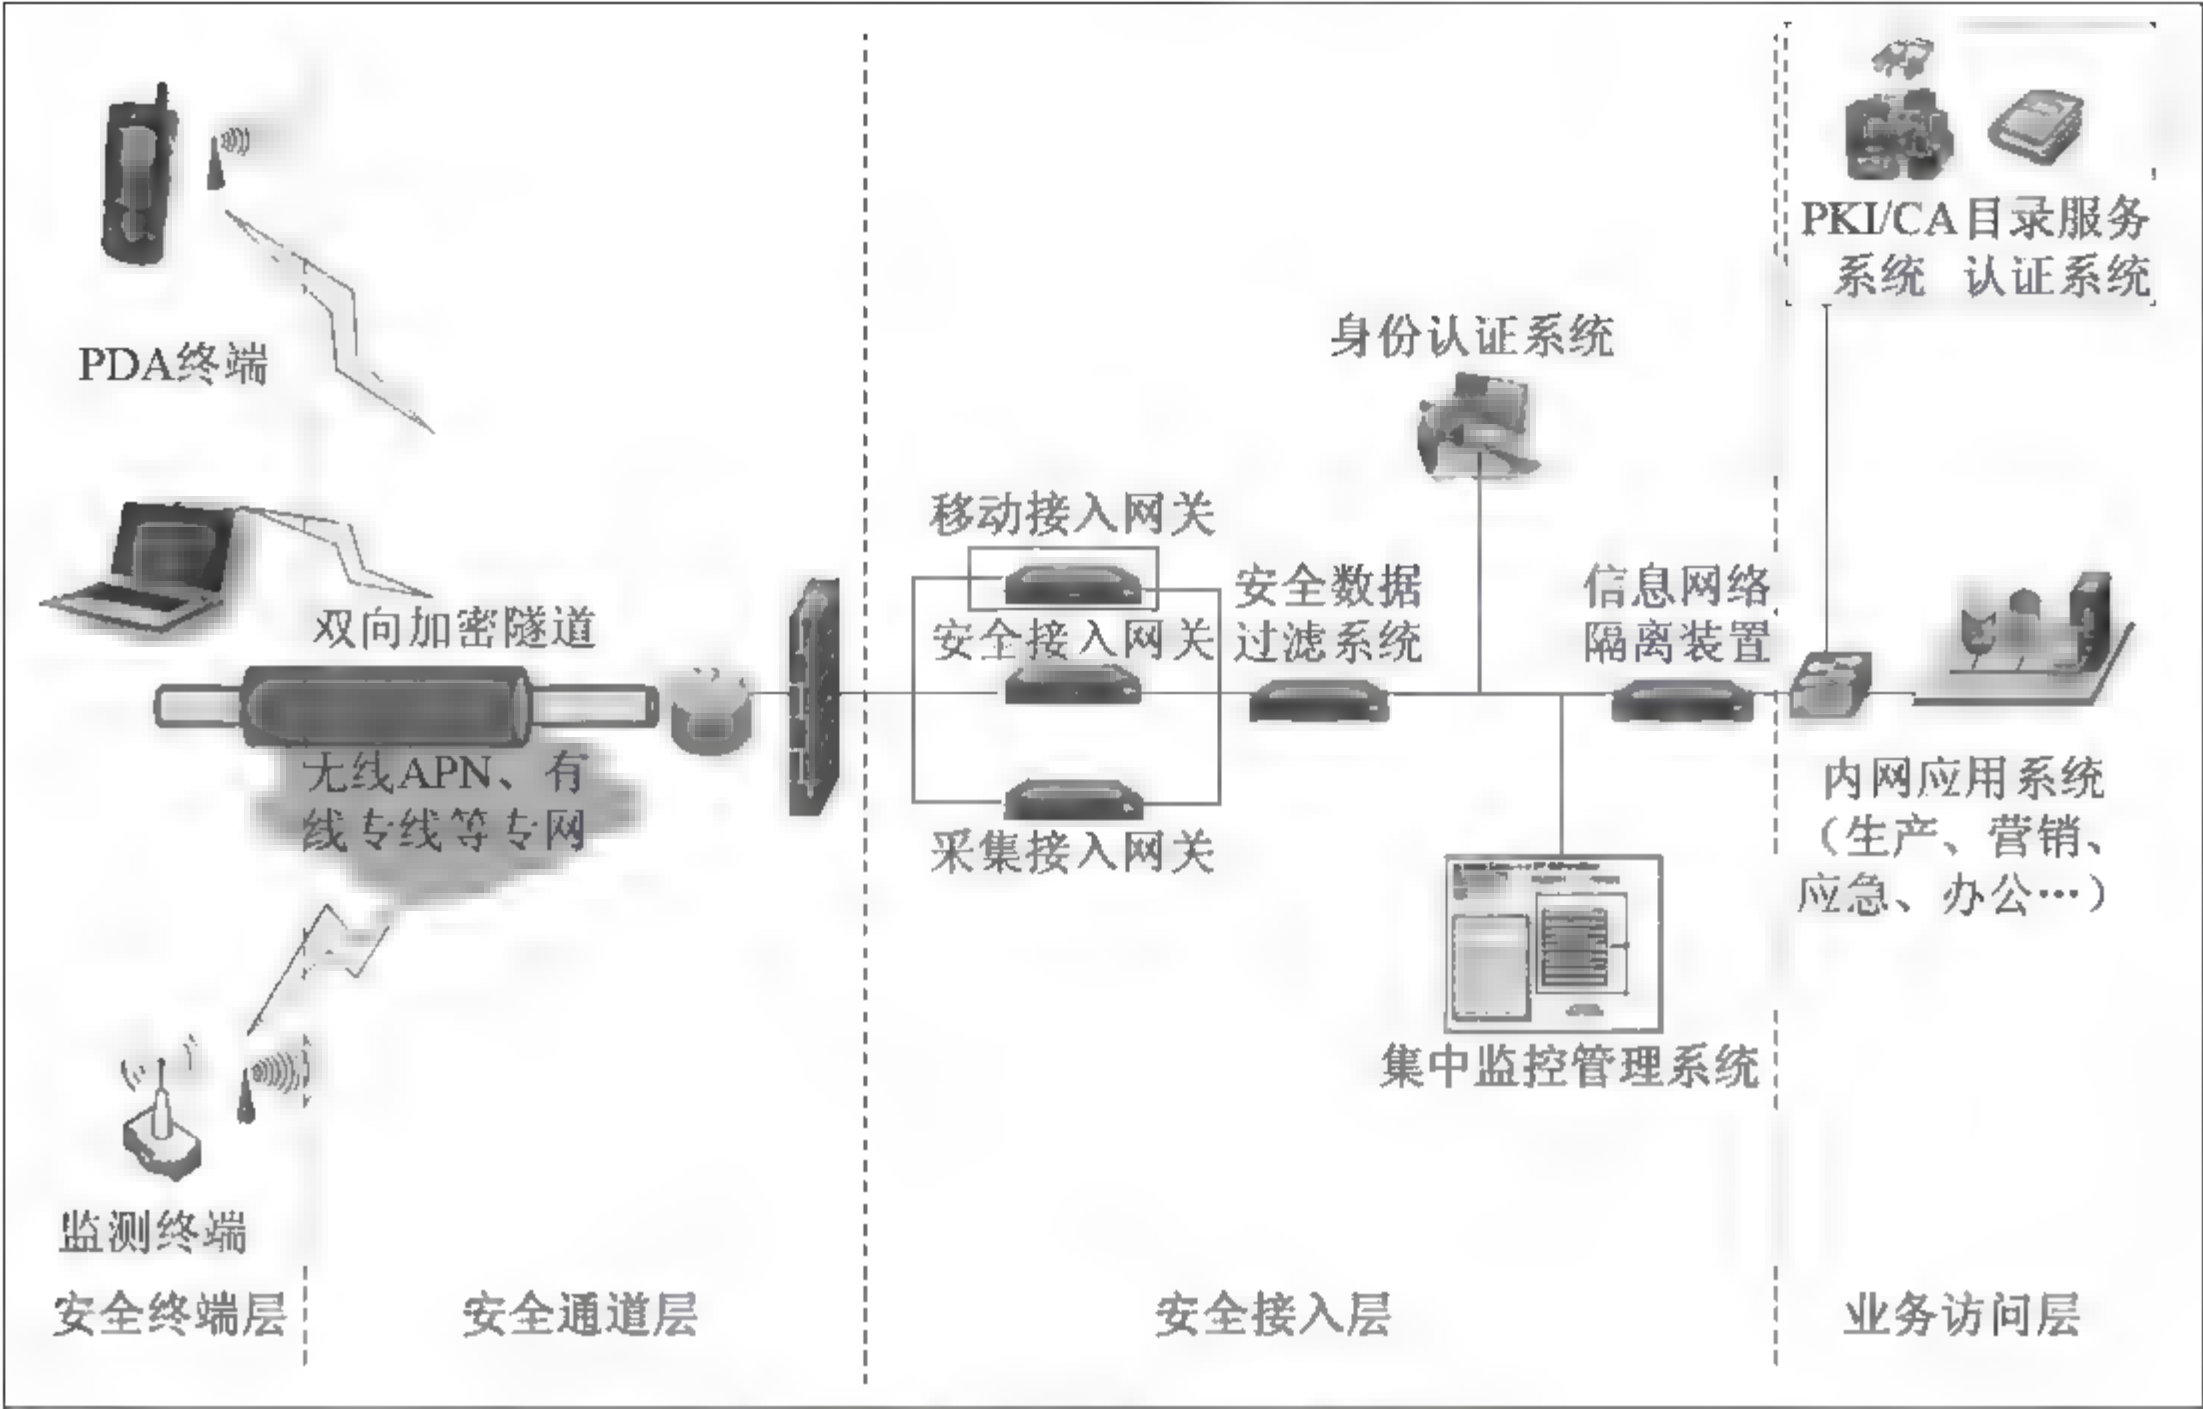 PKI/CA 目录服务
系统 认证系统
身份认证系统
PDA终端
移动接入网关
安全数据
过滤系统
信息网络
隔离装置
双向加密隧道
安全接入网关
无线APN、有
线专线等专网
采集接入网关
内网应用系统
（生产、营销、
应急、办公…）
集中监控管理系统
监测终端
安全终端层
安全通道层
安全接入层
业务访问层